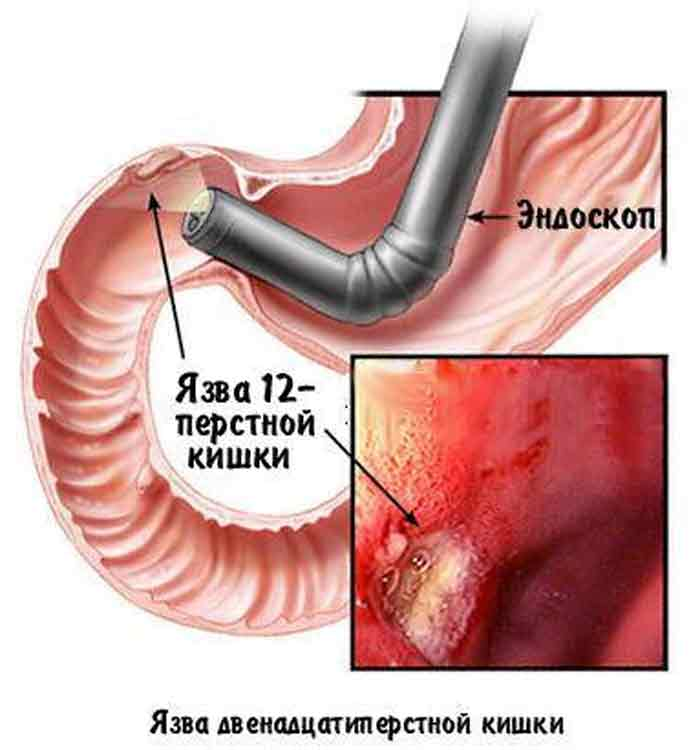 Эндоскоп
Язва 12-
перстной
кишки
Язва двенадцатиперстной кишки